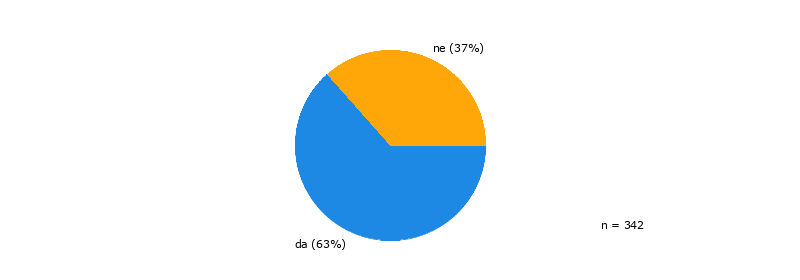 ne (37%)
n = 342
da (63%)